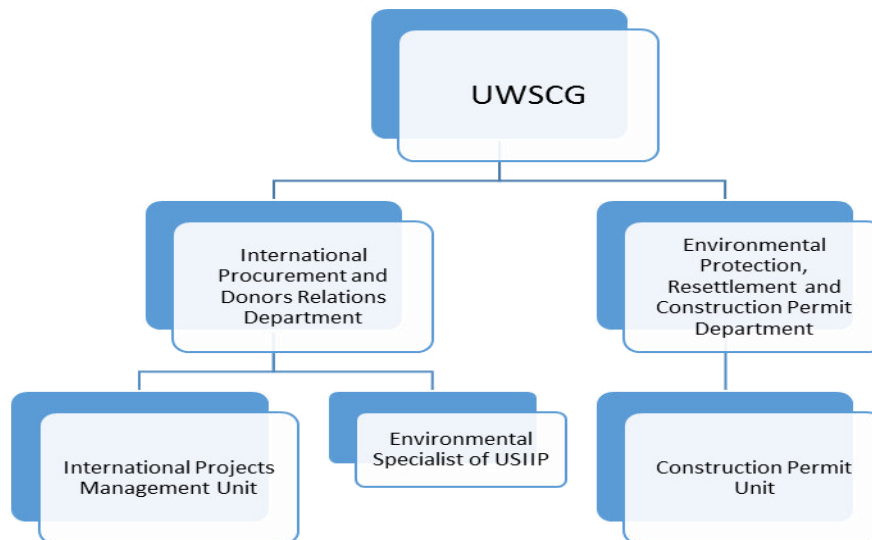 UWSCG
International
Procurement and
Donors Relations
Department
Environmental
Protection,
Resettlement and
Construction Permit
Department
International Projects
Management Unit
Environmental
Specialist of USIIP
Construction Permit
Unit